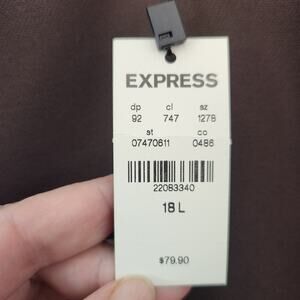 EXPRESS
dp cl sz
92 747 1278
st co
07470611 0486
22083340
18 L
$79.90